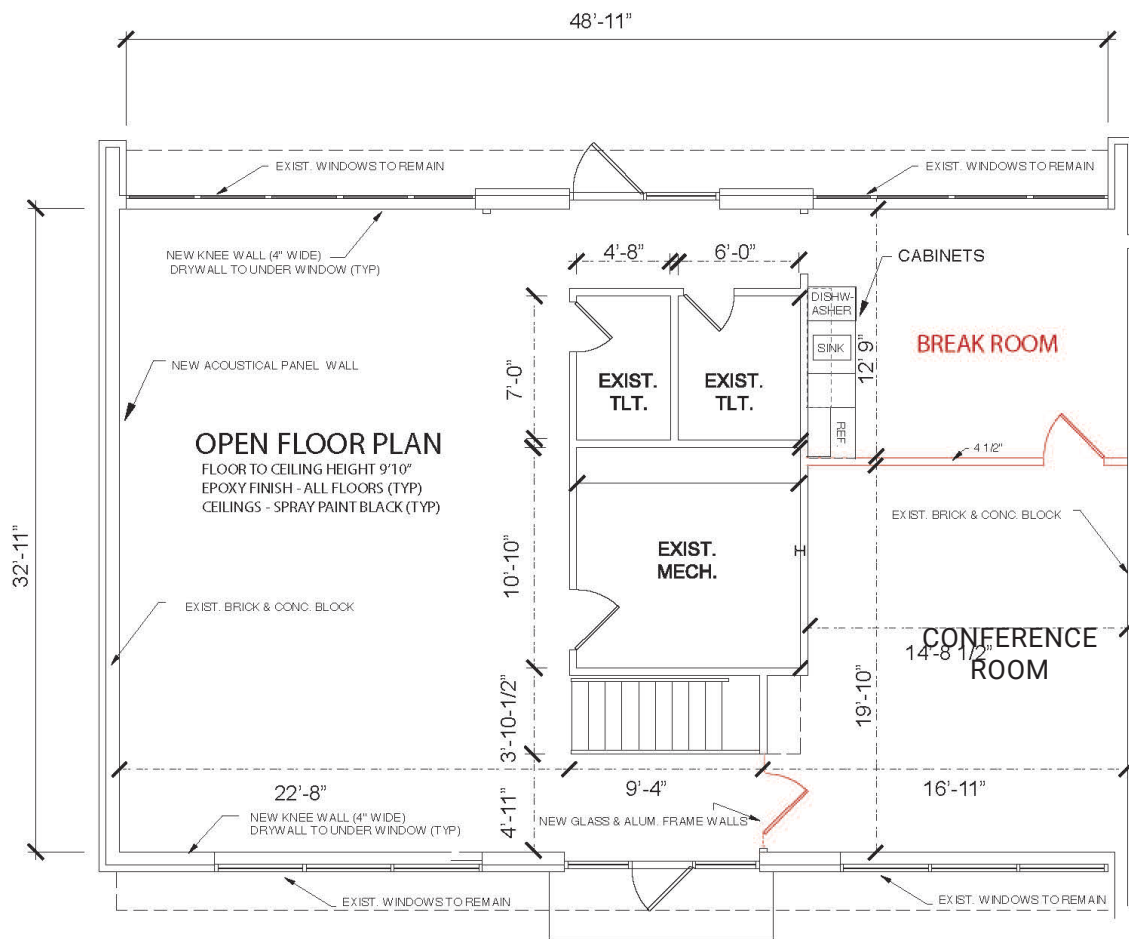 48'-11"
EXIST. WINDOWS TO REMAIN
EXIST. WINDOWS TO REMAIN
NEW KNEE WALL (4" WIDE)
DRYWALL TO UNDER WINDOW (TYP)
4'-8"
6'-0"
CABINETS
DISHW-
ASHER
SINK
REF.
12' 9"
BREAK ROOM
NEW ACOUSTICAL PANEL WALL
7'-0"
EXIST.
TLT.
EXIST.
TLT.
OPEN FLOOR PLAN
FLOOR TO CEILING HEIGHT 9'10"
EPOXY FINISH - ALL FLOORS (TYP)
CEILINGS - SPRAY PAINT BLACK (TYP)
4 1/2"
32'-11"
EXIST. BRICK & CONC. BLOCK
10'-10"
EXIST.
MECH.
H
EXIST. BRICK & CONC. BLOCK
CONFERENCE
14'-8 1/2"
ROOM
3'-10-1/2"
19'-10"
22'-8"
9'-4"
16'-11"
4'-11"
NEW KNEE WALL (4" WIDE)
DRYWALL TO UNDER WINDOW (TYP)
NEW GLASS & ALUM. FRAME WALLS
EXIST. WINDOWS TO REMAIN
EXIST. WINDOWS TO REMAIN